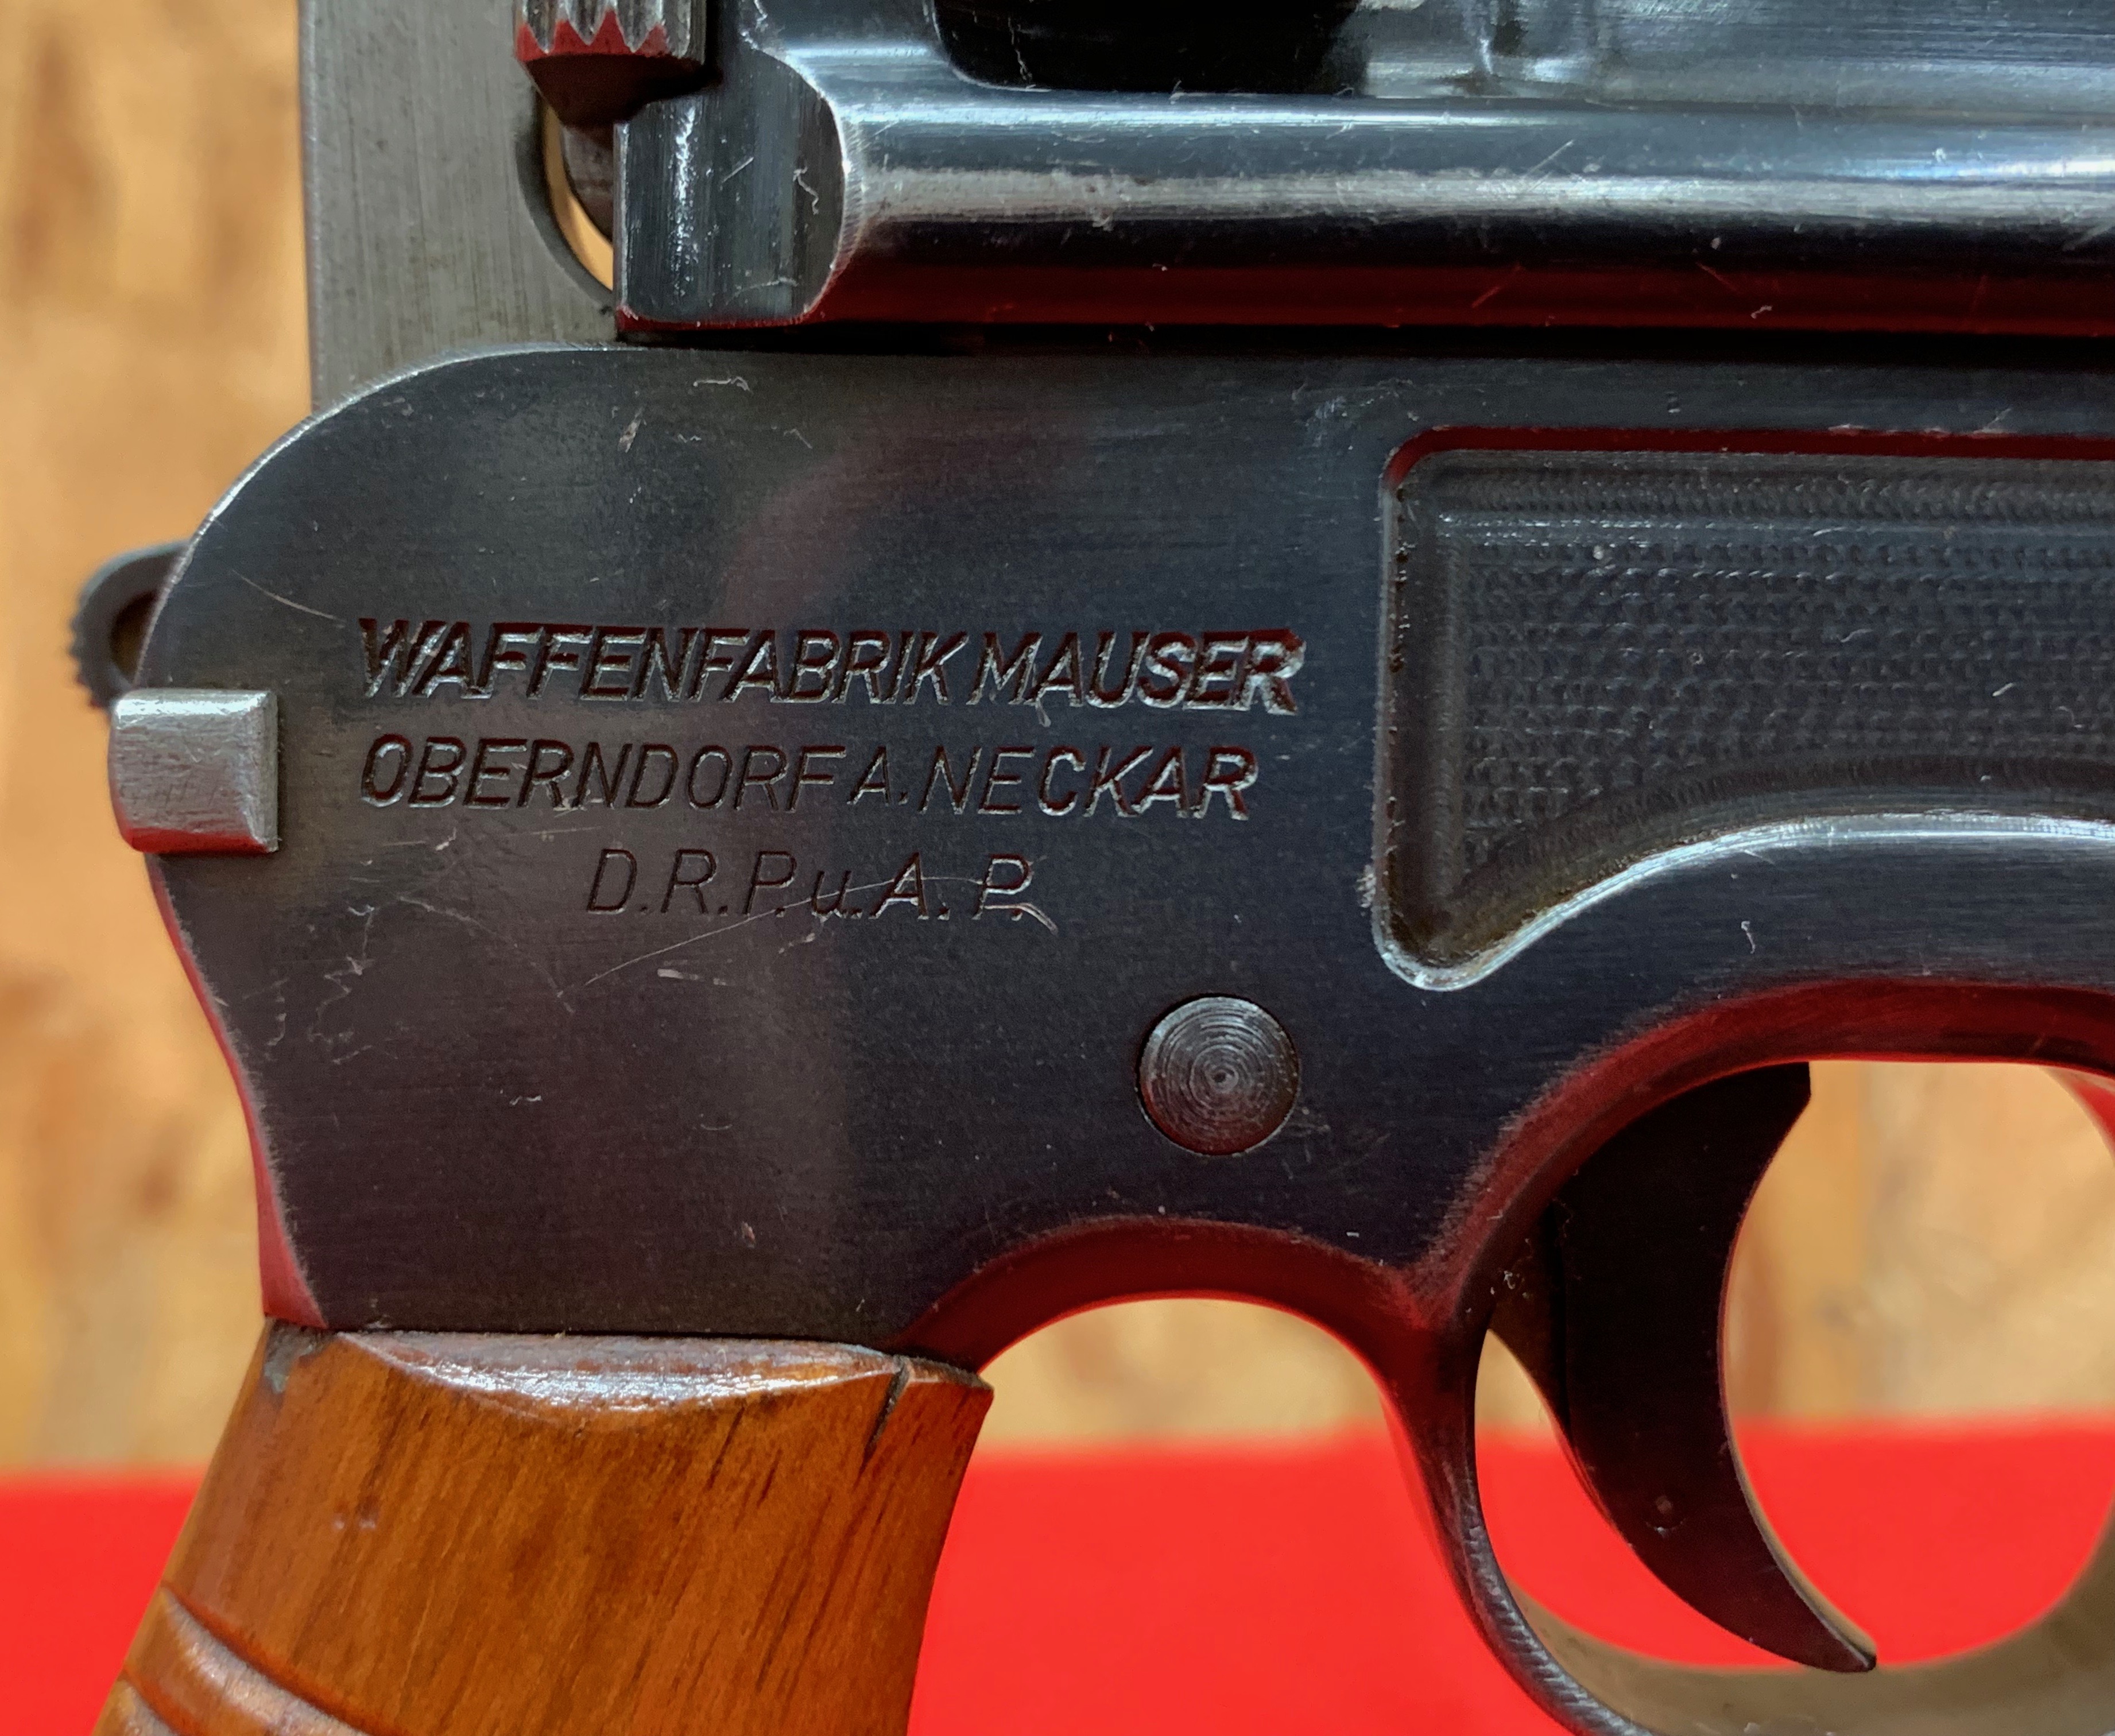 WAFFENFABRIK MAUSER
OBERNDORF A. NECKAR
D.R.P.u.A.P.